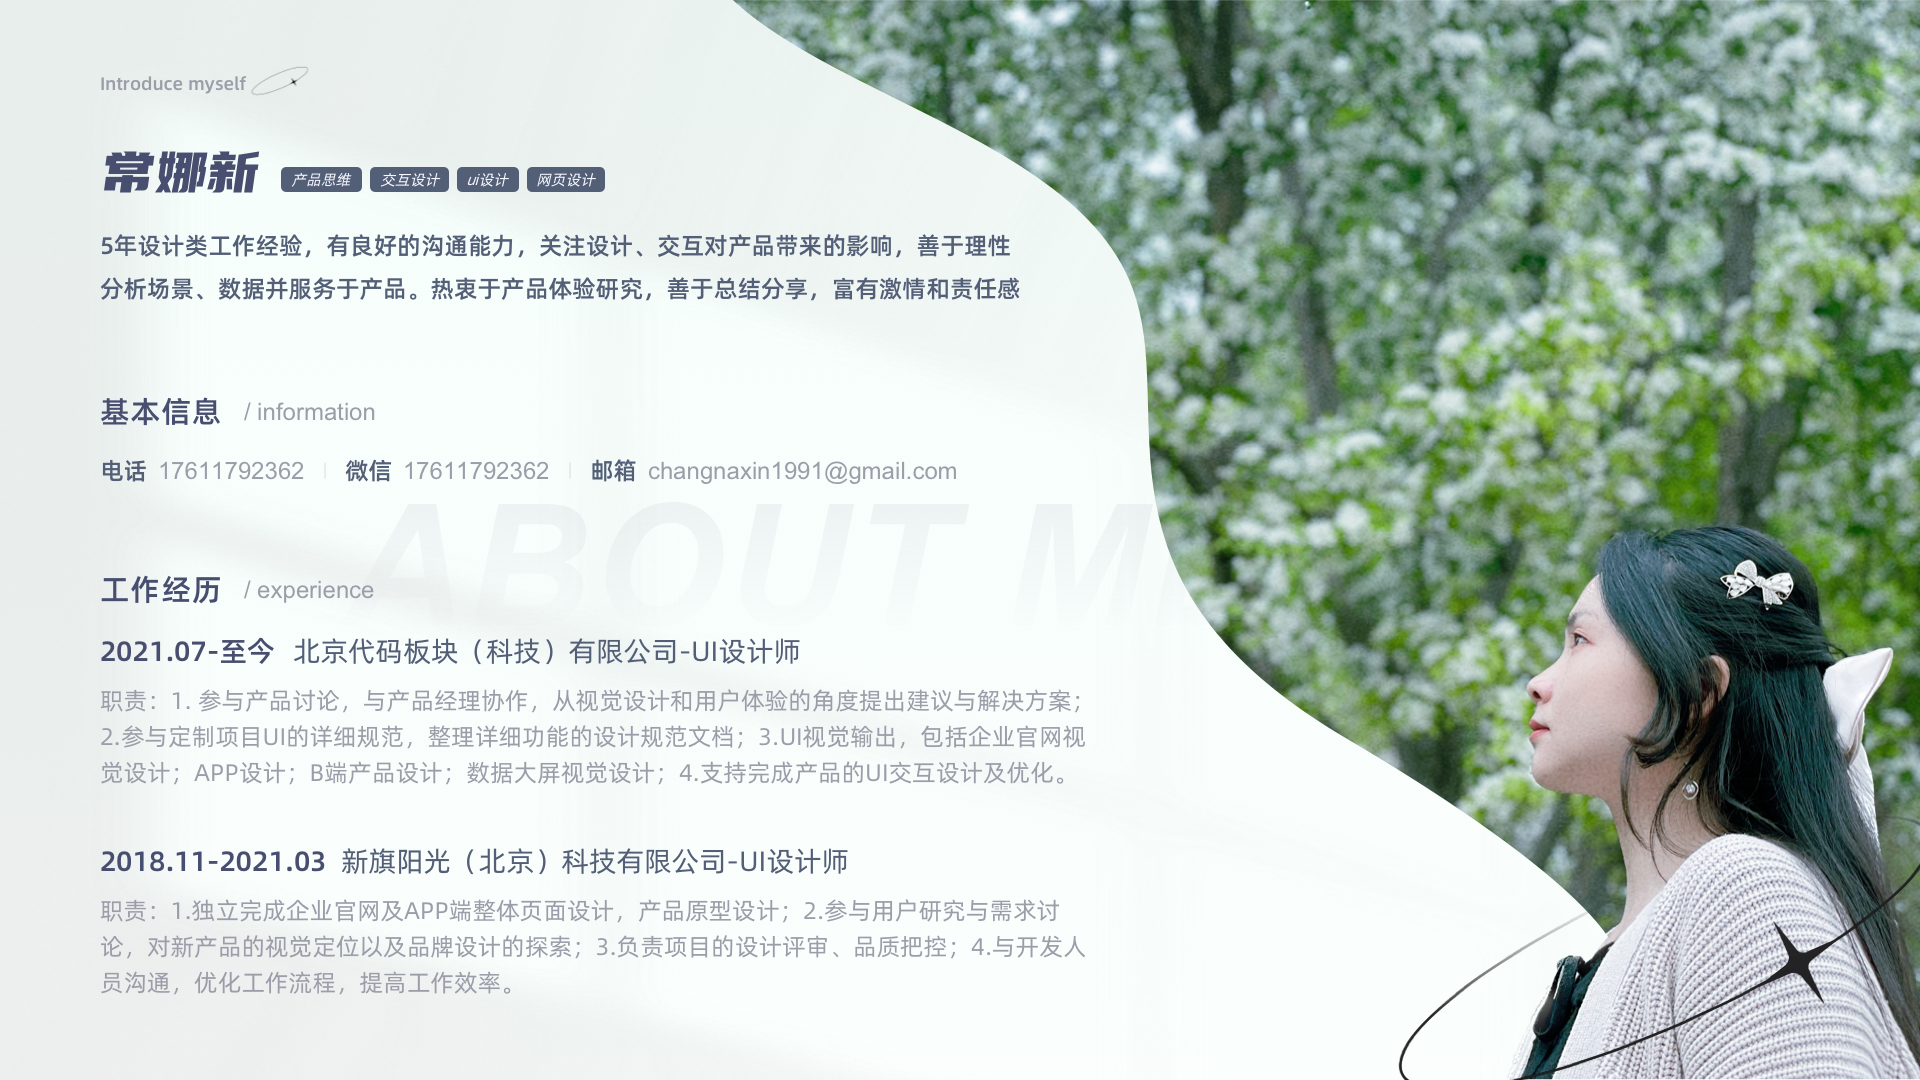 Introduce myself
常娜新 产品思维 交互设计 ui设计 网页设计
5年设计类工作经验，有良好的沟通能力，关注设计、交互对产品带来的影响，善于理性
分析场景、数据并服务于产品。热衷于产品体验研究，善于总结分享，富有激情和责任感
基本信息 / information
电话 17611792362 | 微信 17611792362 | 邮箱 changnaxin1991@gmail.com
ABOUT M
工作经历 / experience
2021.07-至今 北京代码板块（科技）有限公司-UI设计师
职责：1. 参与产品讨论，与产品经理协作，从视觉设计和用户体验的角度提出建议与解决方案；
2.参与定制项目UI的详细规范，整理详细功能的设计规范文档；3.UI视觉输出，包括企业官网视
觉设计；APP设计；B端产品设计；数据大屏视觉设计；4.支持完成产品的UI交互设计及优化。
2018.11-2021.03 新旗阳光（北京）科技有限公司-UI设计师
职责：1.独立完成企业官网及APP端整体页面设计，产品原型设计；2.参与用户研究与需求讨
论，对新产品的视觉定位以及品牌设计的探索；3.负责项目的设计评审、品质把控；4.与开发人
员沟通，优化工作流程，提高工作效率。